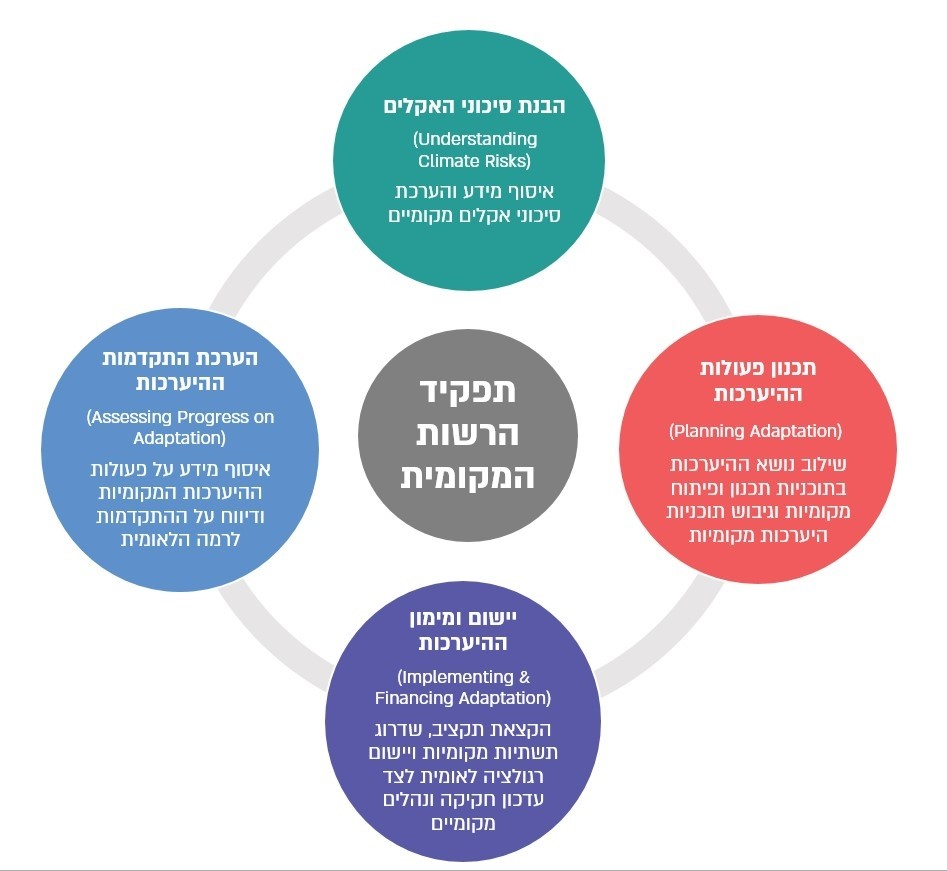 הבנת סיכוני האקלים
(Understanding
Climate Risks)
איסוף מידע והערכת
סיכוני אקלים מקומיים
תכנון פעולות
ההיערכות
(Planning Adaptation)
שילוב נושא ההיערכות
בתוכניות תכנון ופיתוח
מקומיות וגיבוש תוכניות
היערכות מקומיות
יישום ומימון
ההיערכות
(Implementing &
Financing Adaptation)
הקצאת תקציב, שדרוג
תשתיות מקומיות ויישום
רגולציה לאומית לצד
עדכון חקיקה ונהלים
מקומיים
הערכת התקדמות
ההיערכות
(Assessing Progress on
Adaptation)
איסוף מידע על פעולות
ההיערכות המקומיות
ודיווח על ההתקדמות
לרמה הלאומית
תפקיד
הרשות
המקומית